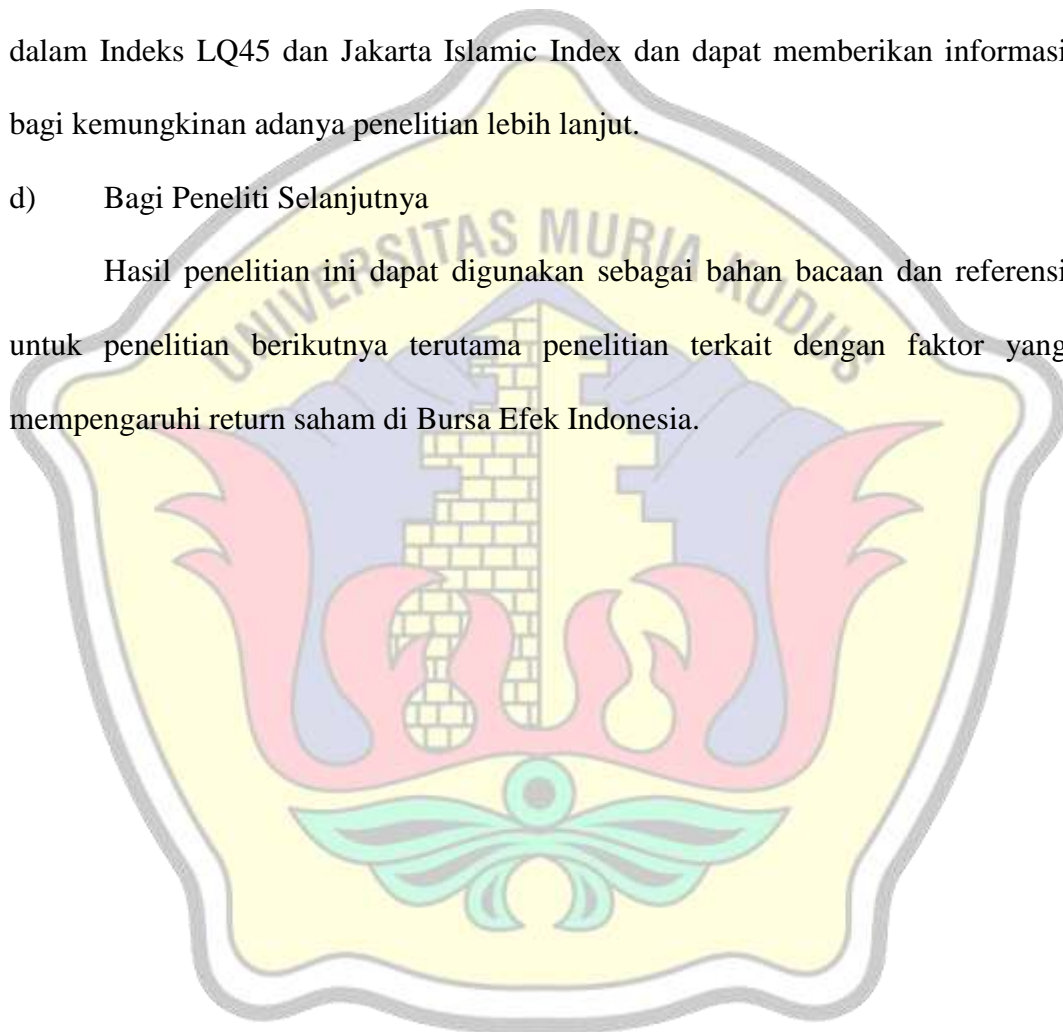 dalam Indeks LQ45 dan Jakarta Islamic Index dan dapat memberikan informasi
bagi kemungkinan adanya penelitian lebih lanjut.
d) Bagi Peneliti Selanjutnya
UNIVERSITAS MURIA KUDUS
Hasil penelitian ini dapat digunakan sebagai bahan bacaan dan referensi
untuk penelitian berikutnya terutama penelitian terkait dengan faktor yang
mempengaruhi return saham di Bursa Efek Indonesia.